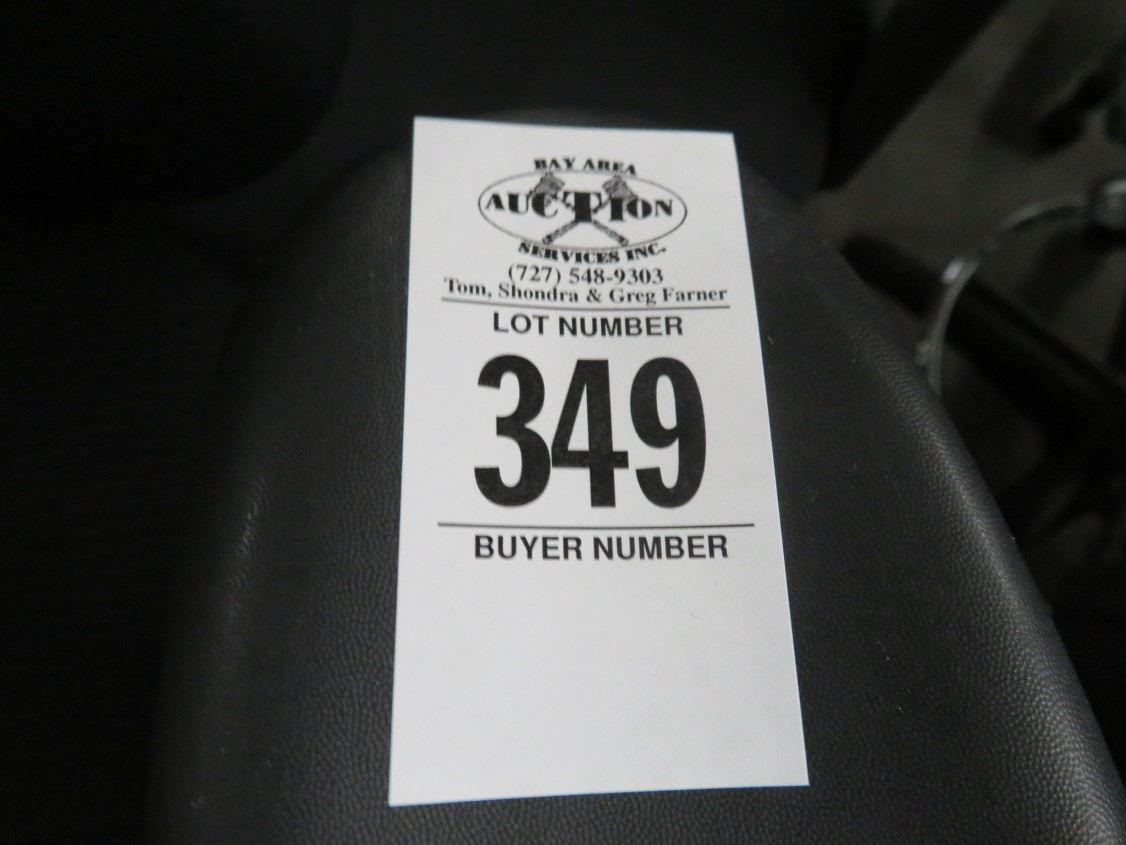 BAY AREA
AUCTION
SERVICES INC.
(727) 548-9303
Tom, Shondra & Greg Farner
LOT NUMBER
349
BUYER NUMBER